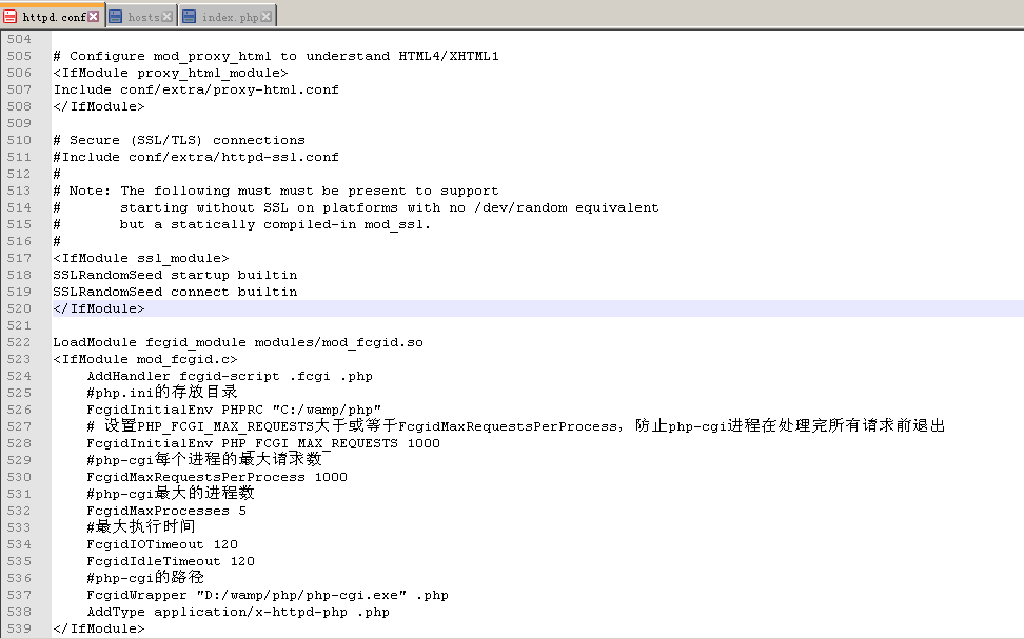 httpd.conf hosts index.php
504
505 # Configure mod_proxy_html to understand HTML4/XHTML1
506 <IfModule proxy_html_module>
507 Include conf/extra/proxy-html.conf
508 </IfModule>
509
510 # Secure (SSL/TLS) connections
511 #Include conf/extra/httpd-ssl.conf
512 #
513 # Note: The following must must be present to support
514 #       starting without SSL on platforms with no /dev/random equivalent
515 #       but a statically compiled-in mod_ssl.
516 #
517 <IfModule ssl_module>
518 SSLRandomSeed startup builtin
519 SSLRandomSeed connect builtin
520 </IfModule>
521
522 LoadModule fcgid_module modules/mod_fcgid.so
523 <IfModule mod_fcgid.c>
524     AddHandler fcgid-script .fcgi .php
525     #php.ini的存放目录
526     FcgidInitialEnv PHPRC "C:/wamp/php"
527     # 设置PHP_FCGI_MAX_REQUESTS大于或等于FcgidMaxRequestsPerProcess，防止php-cgi进程在处理完所有请求前退出
528     FcgidInitialEnv PHP_FCGI_MAX_REQUESTS 1000
529     #php-cgi每个进程的最大请求数
530     FcgidMaxRequestsPerProcess 1000
531     #php-cgi最大的进程数
532     FcgidMaxProcesses 5
533     #最大执行时间
534     FcgidIOTimeout 120
535     FcgidIdleTimeout 120
536     #php-cgi的路径
537     FcgidWrapper "D:/wamp/php/php-cgi.exe" .php
538     AddType application/x-httpd-php .php
539 </IfModule>